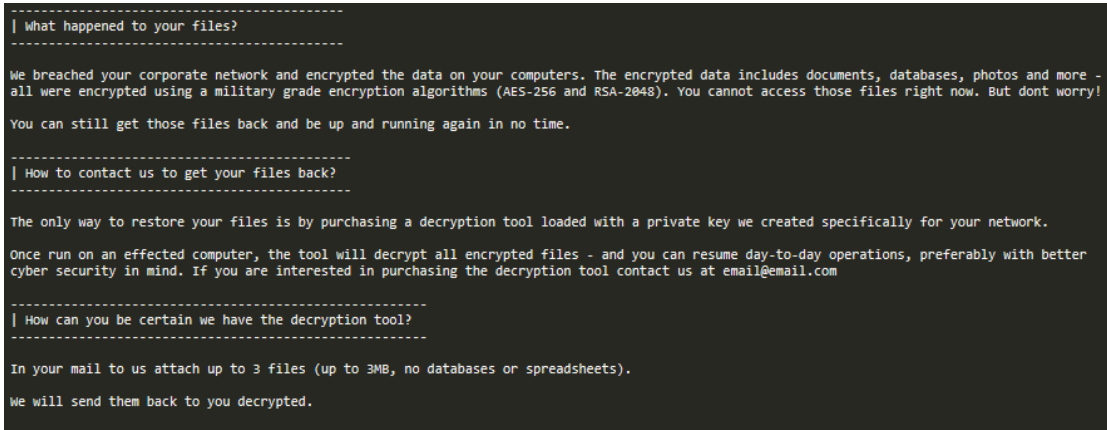 --------------------------------------------
| What happened to your files?
--------------------------------------------
We breached your corporate network and encrypted the data on your computers. The encrypted data includes documents, databases, photos and more -
all were encrypted using a military grade encryption algorithms (AES-256 and RSA-2048). You cannot access those files right now. But dont worry!
You can still get those files back and be up and running again in no time.
---------------------------------------------
| How to contact us to get your files back?
---------------------------------------------
The only way to restore your files is by purchasing a decryption tool loaded with a private key we created specifically for your network.
Once run on an effected computer, the tool will decrypt all encrypted files - and you can resume day-to-day operations, preferably with better
cyber security in mind. If you are interested in purchasing the decryption tool contact us at email@email.com
-------------------------------------------------------
| How can you be certain we have the decryption tool?
-------------------------------------------------------
In your mail to us attach up to 3 files (up to 3MB, no databases or spreadsheets).
We will send them back to you decrypted.